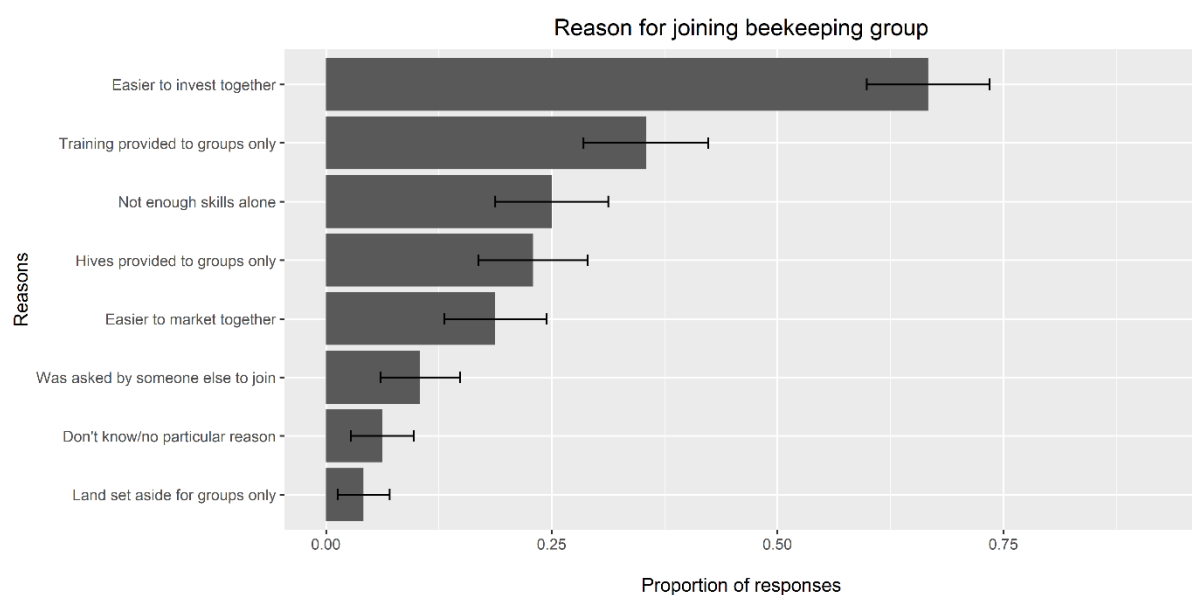 Reason for joining beekeeping group
Reasons
Easier to invest together
Training provided to groups only
Not enough skills alone
Hives provided to groups only
Easier to market together
Was asked by someone else to join
Don't know/no particular reason
Land set aside for groups only
0.00 0.25 0.50 0.75
Proportion of responses